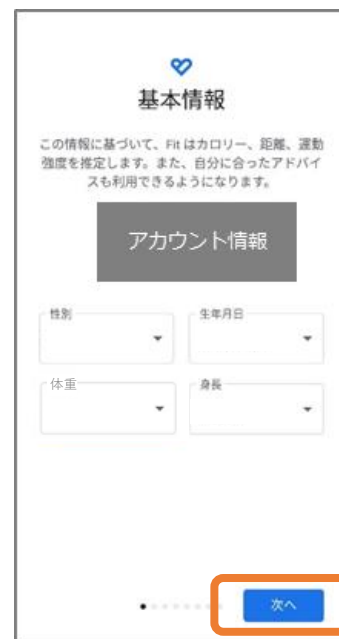 基本情報
この情報に基づいて、Fit はカロリー、距離、運動
強度を推定します。また、自分に合ったアドバイ
スも利用できるようになります。
アカウント情報
性別
生年月日
体重
身長
次へ